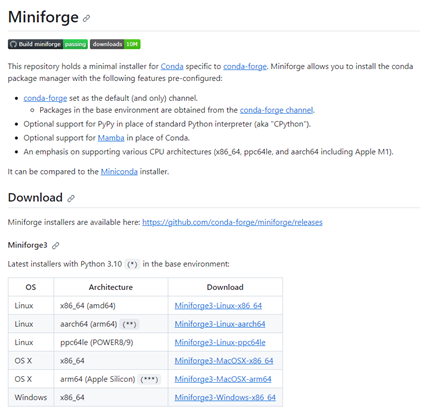 Miniforge
Build miniforge passing downloads 10M
This repository holds a minimal installer for Conda specific to conda-forge. Miniforge allows you to install the conda
package manager with the following features pre-configured:
conda-forge set as the default (and only) channel.
Packages in the base environment are obtained from the conda-forge channel.
Optional support for PyPy in place of standard Python interpreter (aka "CPython").
Optional support for Mamba in place of Conda.
An emphasis on supporting various CPU architectures (x86_64, ppc64le, and aarch64 including Apple M1).
It can be compared to the Miniconda installer.
Download
Miniforge installers are available here: https://github.com/conda-forge/miniforge/releases
Miniforge3
Latest installers with Python 3.10 (*) in the base environment:
OS Architecture Download
Linux x86_64 (amd64) Miniforge3-Linux-x86_64
Linux aarch64 (arm64) (**) Miniforge3-Linux-aarch64
Linux ppc64le (POWER8/9) Miniforge3-Linux-ppc64le
OS X x86_64 Miniforge3-MacOSX-x86_64
OS X arm64 (Apple Silicon) (***) Miniforge3-MacOSX-arm64
Windows x86_64 Miniforge3-Windows-x86_64